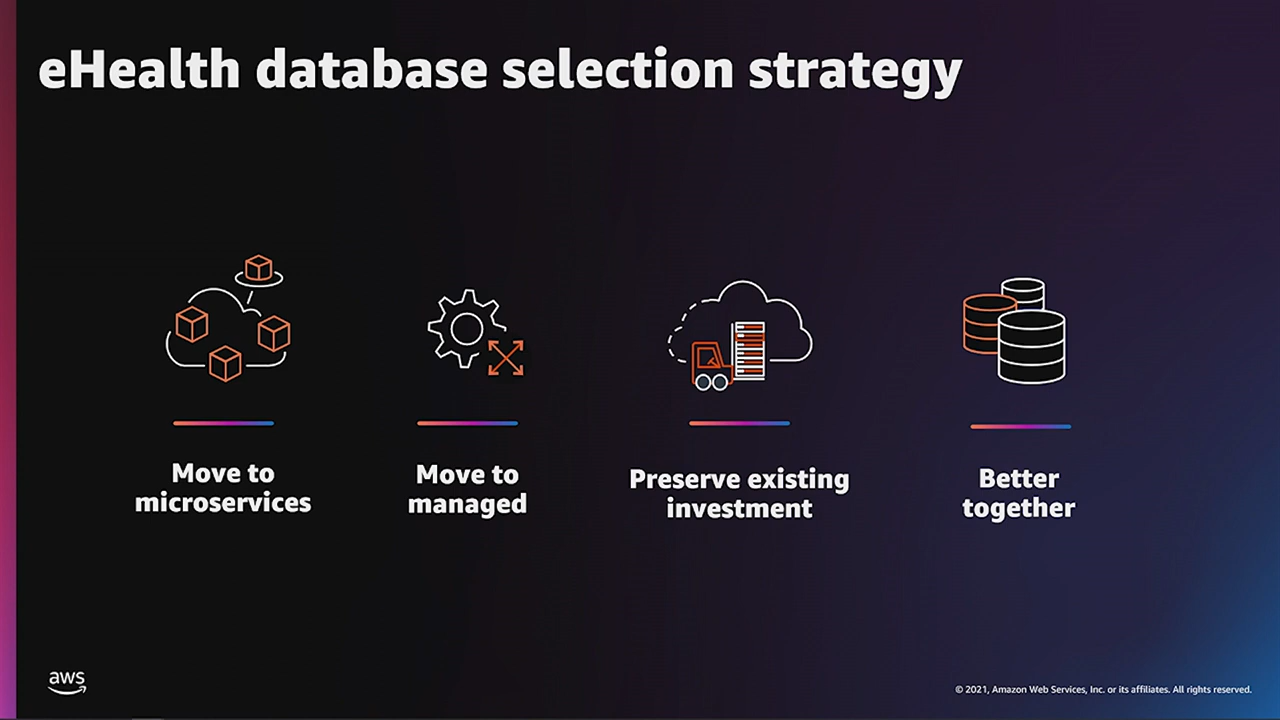 eHealth database selection strategy
Move to
microservices
Move to
managed
Preserve existing
investment
Better
together
aws
© 2021, Amazon Web Services, Inc. or its affiliates. All rights reserved.